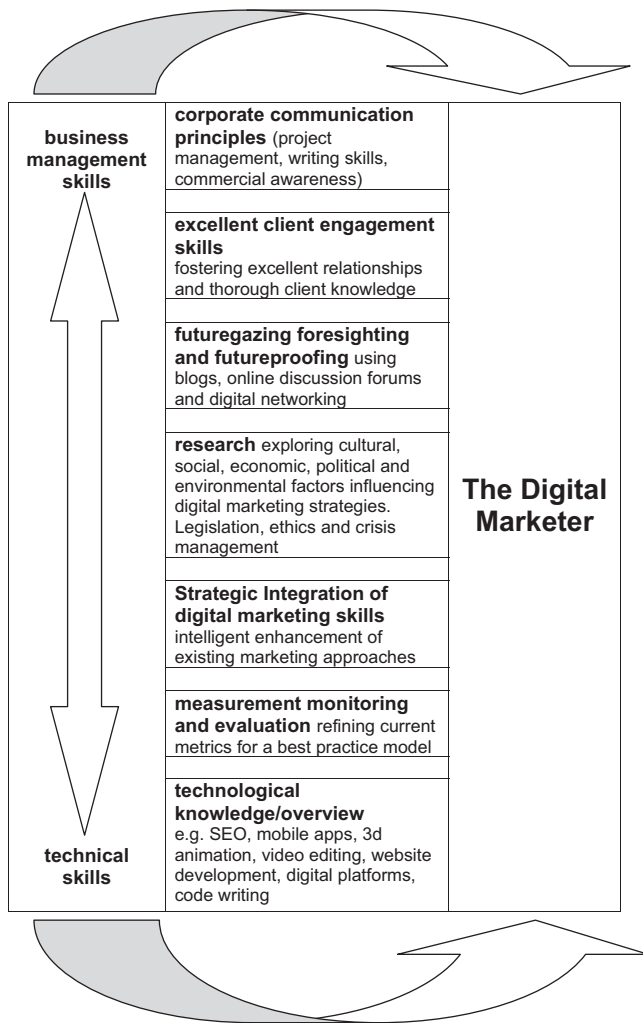 business
management
skills
technical
skills
corporate communication
principles (project
management, writing skills,
commercial awareness)
excellent client engagement
skills
fostering excellent relationships
and thorough client knowledge
futuregazing foresighting
and futureproofing using
blogs, online discussion forums
and digital networking
research exploring cultural,
social, economic, political and
environmental factors influencing
digital marketing strategies.
Legislation, ethics and crisis
management
Strategic Integration of
digital marketing skills
intelligent enhancement of
existing marketing approaches
measurement monitoring
and evaluation refining current
metrics for a best practice model
technological
knowledge/overview
e.g. SEO, mobile apps, 3d
animation, video editing, website
development, digital platforms,
code writing
The Digital
Marketer